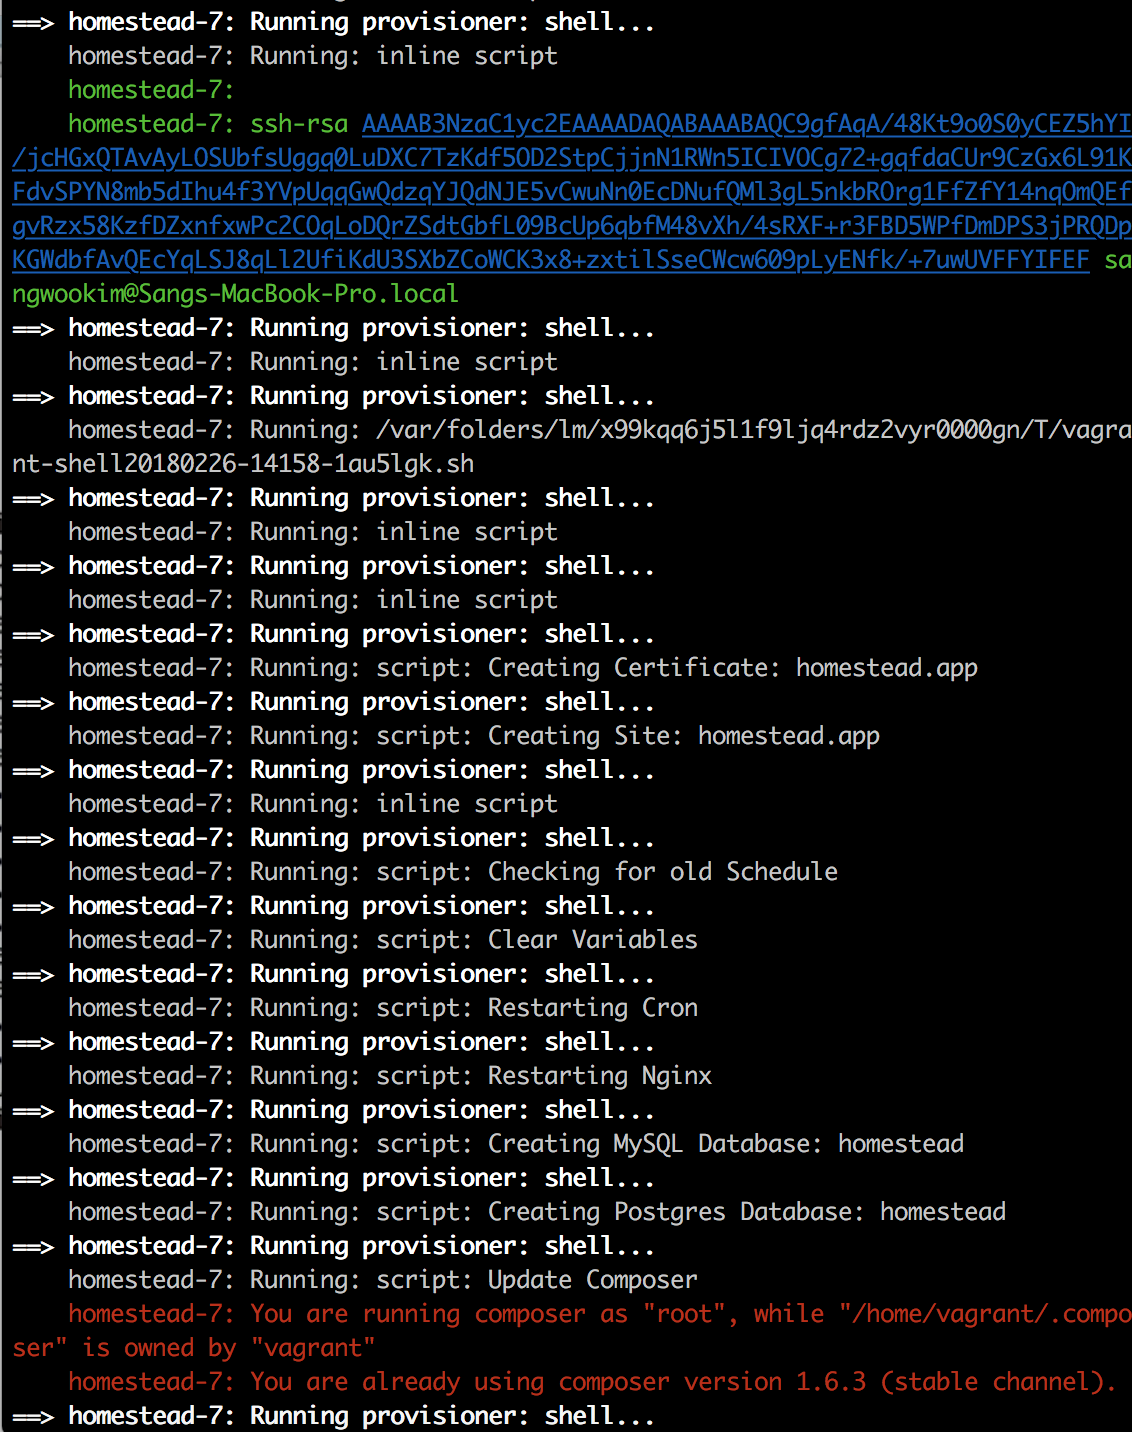 ==> homestead-7: Running provisioner: shell...
    homestead-7: Running: inline script
    homestead-7:
    homestead-7: ssh-rsa AAAAB3NzaC1yc2EAAAADAQABAAABAQC9gfAqA/48Kt9o0S0yCEZ5hYI
/jcHGxQTAvAyLOSUbfsUggq0LuDXC7TzKdf5OD2StpCjjnN1RWn5ICIVOCg72+gqfdaCUr9CzGx6L91K
FdvSPYN8mb5dIhu4f3YVpUqqGwQdzqYJQdNJE5vCwuNn0EcDNufQMl3gL5nkbROrg1FfZfY14nqOmQEf
gvRzx58KzfDZxnfxwPc2COqLoDQrZSdtGbfL09BcUp6qbfM48vXh/4sRXF+r3FBD5WPfDmDPS3jPRQDp
KGWdbfAvQEcYqLSJ8qLl2UfiKdU3SXbZCoWCK3x8+zxtilSseCWcw609pLyENfk/+7uwUVFFYIFEF sa
ngwookim@Sangs-MacBook-Pro.local
==> homestead-7: Running provisioner: shell...
    homestead-7: Running: inline script
==> homestead-7: Running provisioner: shell...
    homestead-7: Running: /var/folders/lm/x99kqq6j5l1f9ljq4rdz2vyr0000gn/T/vagra
nt-shell20180226-14158-1au5lgk.sh
==> homestead-7: Running provisioner: shell...
    homestead-7: Running: inline script
==> homestead-7: Running provisioner: shell...
    homestead-7: Running: inline script
==> homestead-7: Running provisioner: shell...
    homestead-7: Running: script: Creating Certificate: homestead.app
==> homestead-7: Running provisioner: shell...
    homestead-7: Running: script: Creating Site: homestead.app
==> homestead-7: Running provisioner: shell...
    homestead-7: Running: inline script
==> homestead-7: Running provisioner: shell...
    homestead-7: Running: script: Checking for old Schedule
==> homestead-7: Running provisioner: shell...
    homestead-7: Running: script: Clear Variables
==> homestead-7: Running provisioner: shell...
    homestead-7: Running: script: Restarting Cron
==> homestead-7: Running provisioner: shell...
    homestead-7: Running: script: Restarting Nginx
==> homestead-7: Running provisioner: shell...
    homestead-7: Running: script: Creating MySQL Database: homestead
==> homestead-7: Running provisioner: shell...
    homestead-7: Running: script: Creating Postgres Database: homestead
==> homestead-7: Running provisioner: shell...
    homestead-7: Running: script: Update Composer
    homestead-7: You are running composer as "root", while "/home/vagrant/.compo
ser" is owned by "vagrant"
    homestead-7: You are already using composer version 1.6.3 (stable channel).
==> homestead-7: Running provisioner: shell...